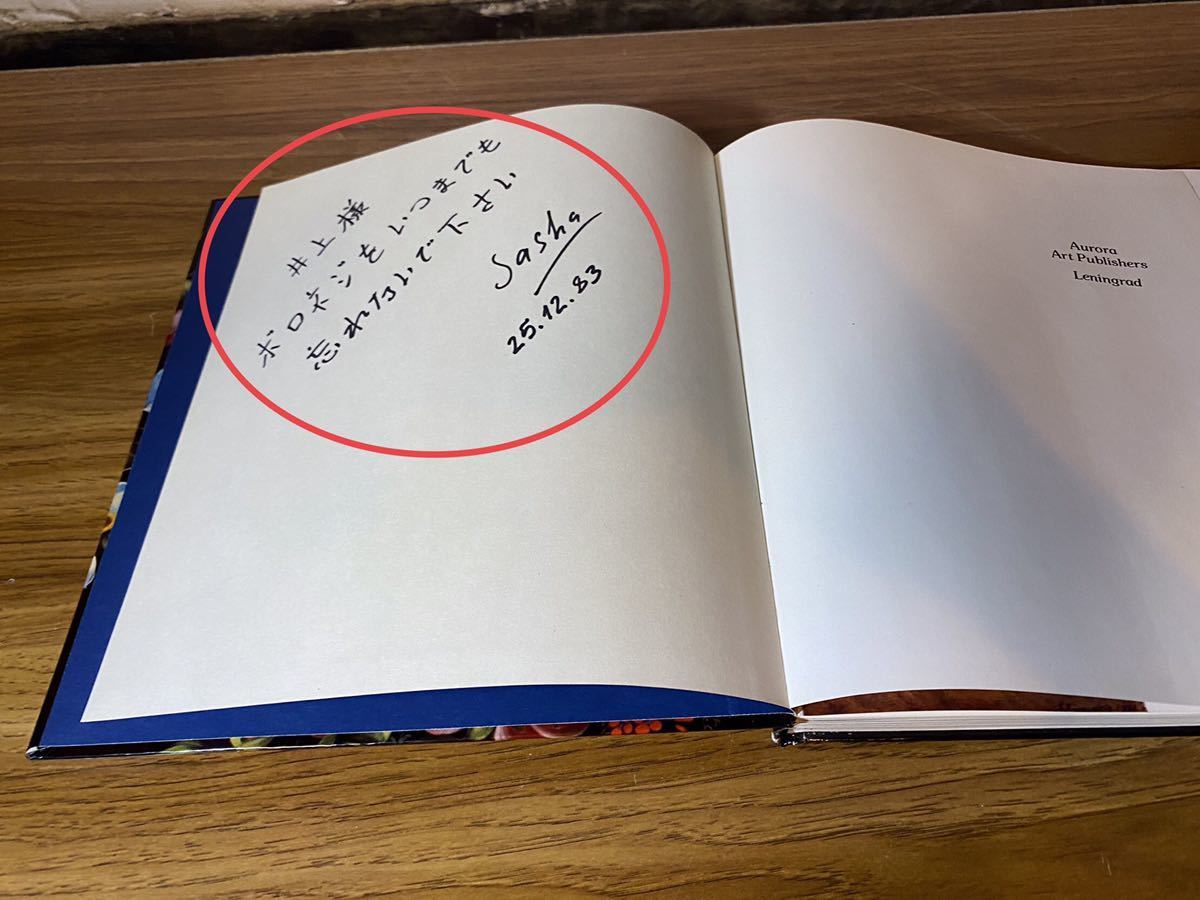 井上様
ボロネジをいつまでも
忘れないで下さい
Sasha
25.12.83
Aurora
Art Publishers
Leningrad